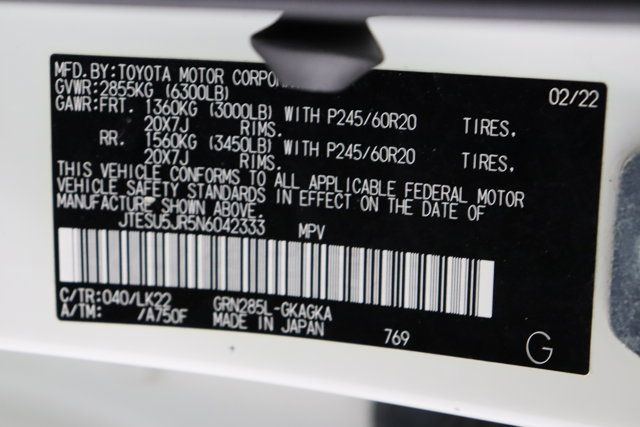 MFD.BY:TOYOTA MOTOR 02/22
GVWR:2855KG (6300LB)
GAWR:FRT. 1360KG (3000LB) WITH P245/60R20 TIRES,
20X7J RIMS.
RR. 1560KG (3450LB) WITH P245/60R20 TIRES,
20X7J RIMS.
THIS VEHICLE CONFORMS TO ALL APPLICABLE FEDERAL MOTOR
VEHICLE SAFETY STANDARDS IN EFFECT ON THE DATE OF
MANUFACTURE SHOWN ABOVE.
JTESU5JR5N6042333 MPV
C/TR:040/LK22 GRN285L-GKAGKA
A/TM: /A750F MADE IN JAPAN 769 G